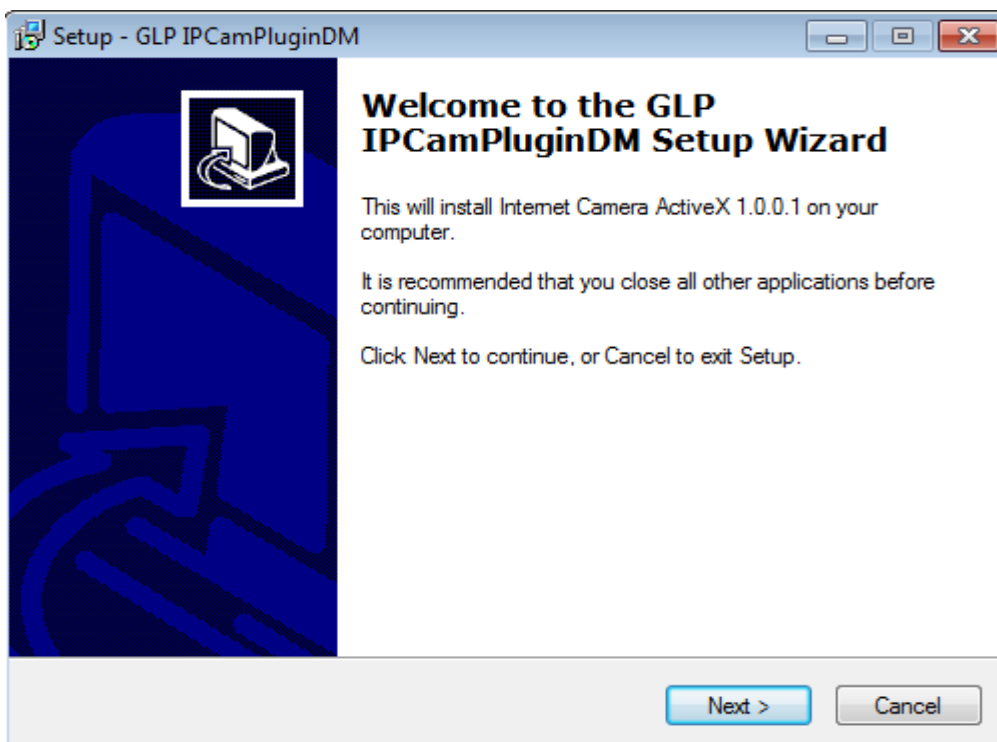 Setup - GLP IPCamPluginDM
Welcome to the GLP
IPCamPluginDM Setup Wizard
This will install Internet Camera ActiveX 1.0.0.1 on your
computer.
It is recommended that you close all other applications before
continuing.
Click Next to continue, or Cancel to exit Setup.
Next >
Cancel